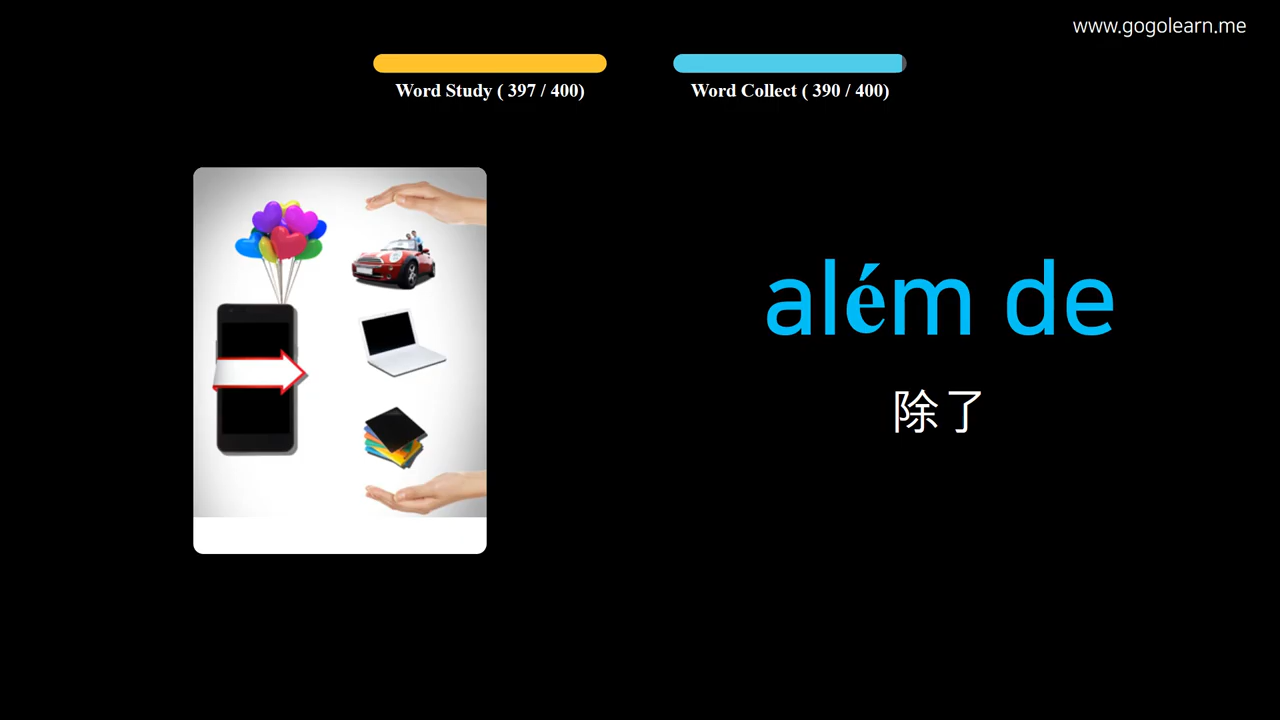 www.gogolearn.me
Word Study ( 397 / 400)
Word Collect ( 390 / 400)
além de
除了